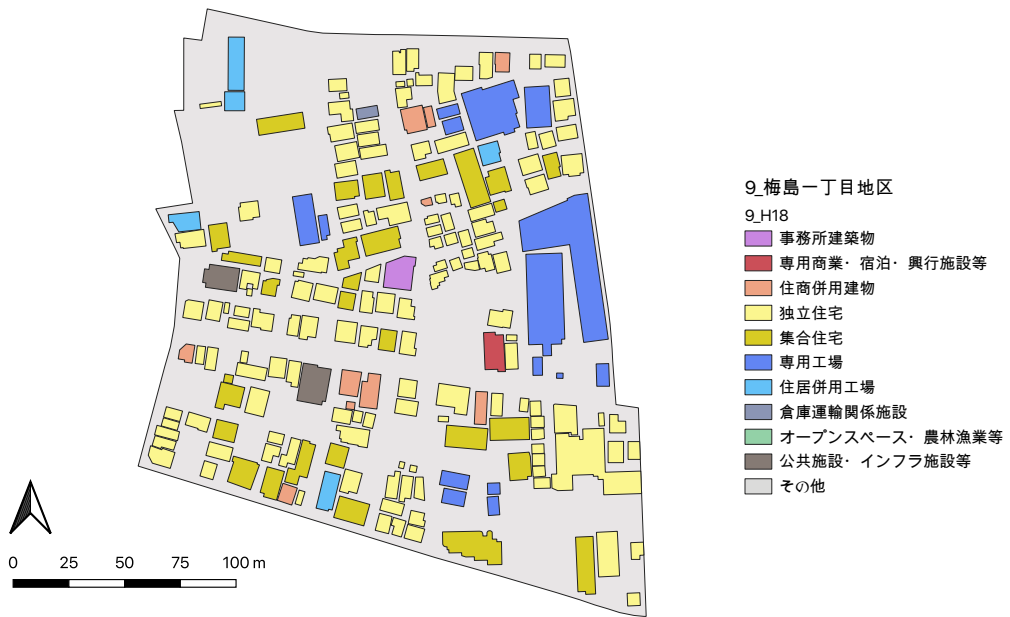 9_梅島一丁目地区
9_H18
事務所建築物
専用商業・宿泊・興行施設等
住商併用建物
独立住宅
集合住宅
専用工場
住居併用工場
倉庫運輸関係施設
オープンスペース・農林漁業等
公共施設・インフラ施設等
その他
0 25 50 75 100 m